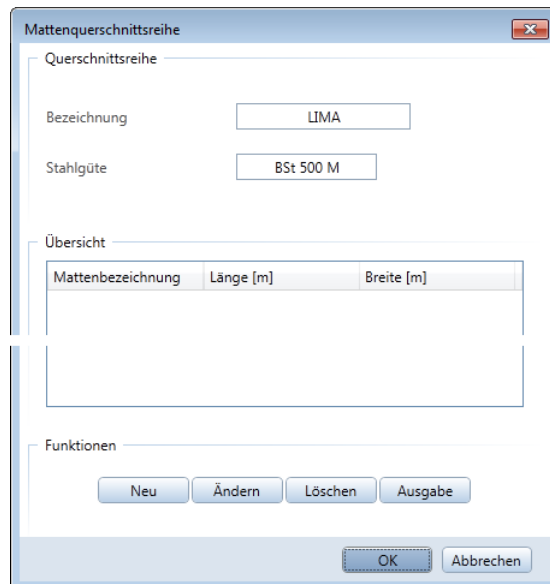 Mattenquerschnittsreihe
Querschnittsreihe
Bezeichnung LIMA
Stahlgüte BSt 500 M
Übersicht
Mattenbezeichnung Länge [m] Breite [m]
Funktionen
Neu Ändern Löschen Ausgabe
OK Abbrechen